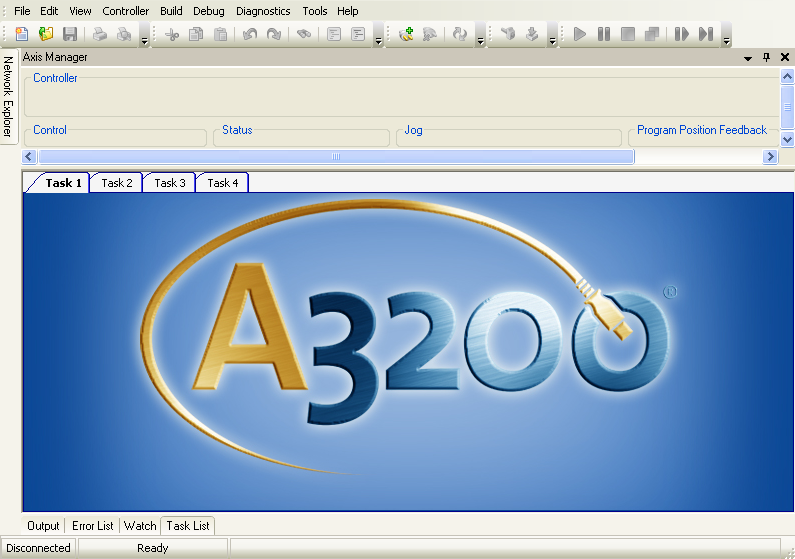 File Edit View Controller Build Debug Diagnostics Tools Help
Axis Manager
Network Explorer
Controller
Control Status Jog Program Position Feedback
Task 1 Task 2 Task 3 Task 4
A3200 ®
Output Error List Watch Task List
Disconnected Ready